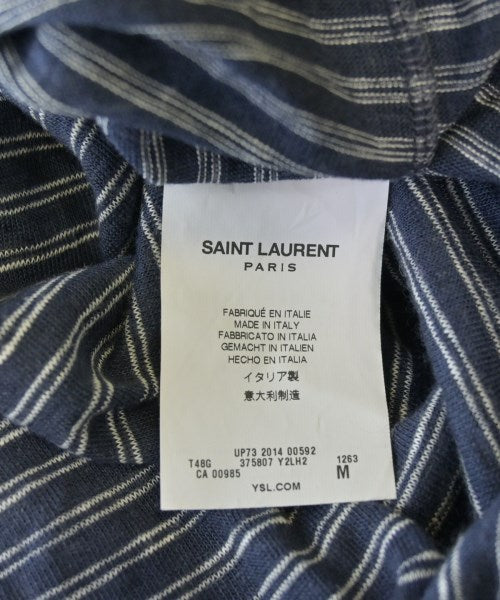 SAINT LAURENT
PARIS
FABRIQUÉ EN ITALIE
MADE IN ITALY
FABBRICATO IN ITALIA
GEMACHT IN ITALIEN
HECHO EN ITALIA
イタリア製
意大利制造
UP73 2014 00592
T48G 375807 Y2LH2 1263
CA 00985 M
YSL.COM